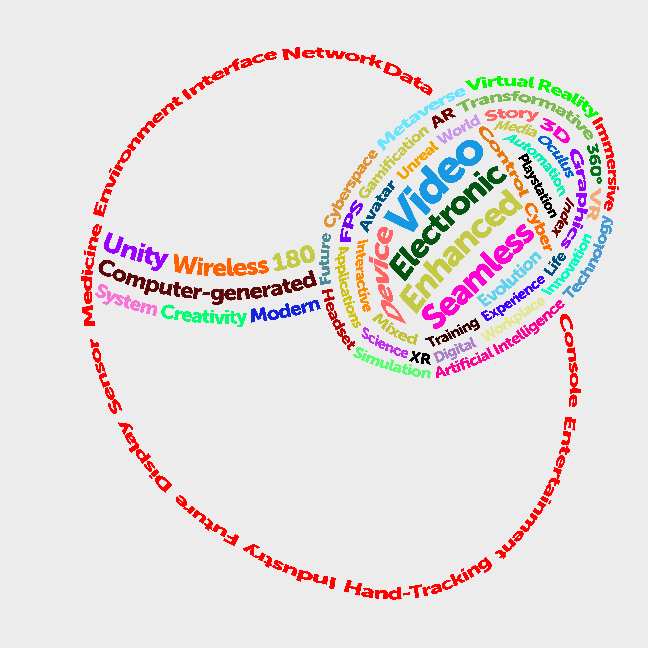 Medicine Environment Interface Network Data
Virtual Reality
Immersive
Metaverse
AR Transformative 360°
Cyberspace
Gamification
Unreal
World
Story
3D Graphics
VR
Media
Oculus
Automation
Playstation
Index
FPS
Avatar
Video
Control Cyber
Device
Electronic
Enhanced
Seamless
Unity Wireless 180
Computer-generated
System Creativity Modern
Future
Headset
Applications
Interactive
Mixed
Science
XR
Simulation
Training
Digital
Evolution
Experience
Life
Workplace
Innovation
Technology
Artificial Intelligence
Console Entertainment Hand-Tracking Industry Future Display Sensor